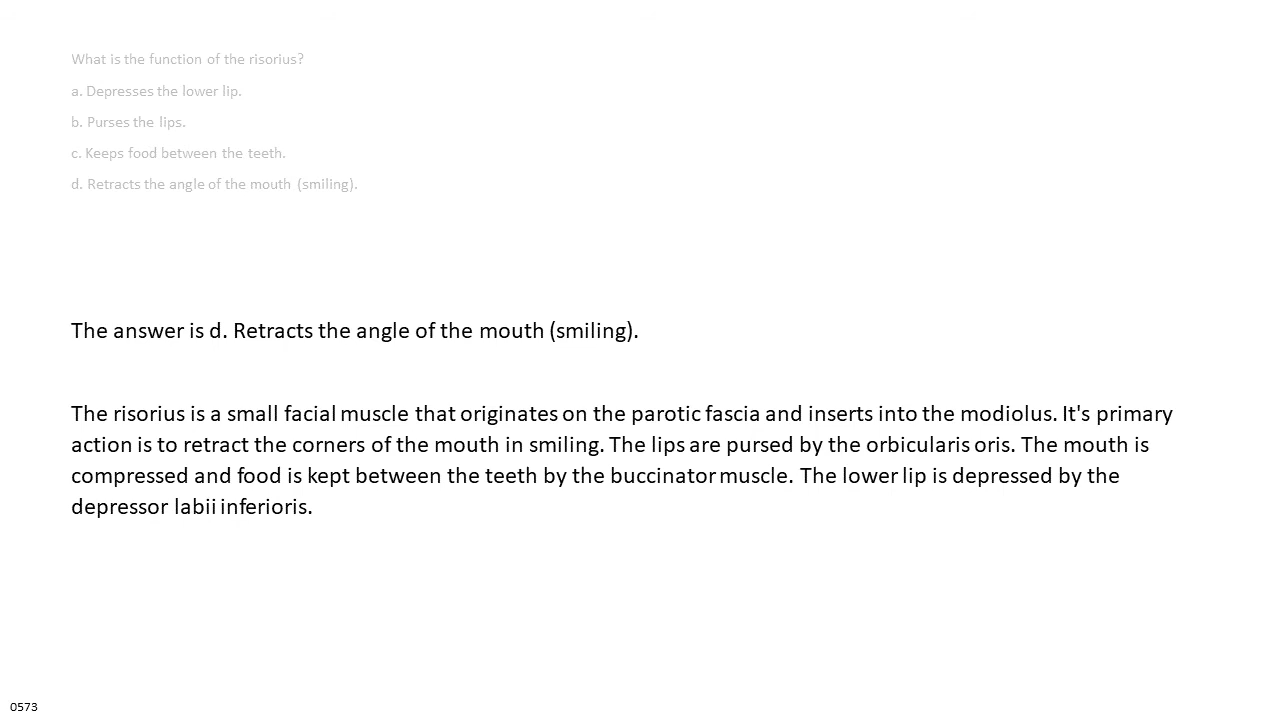 What is the function of the risorius?
a. Depresses the lower lip.
b. Purses the lips.
c. Keeps food between the teeth.
d. Retracts the angle of the mouth (smiling).
The answer is d. Retracts the angle of the mouth (smiling).
The risorius is a small facial muscle that originates on the parotic fascia and inserts into the modiolus. It's primary
action is to retract the corners of the mouth in smiling. The lips are pursed by the orbicularis oris. The mouth is
compressed and food is kept between the teeth by the buccinator muscle. The lower lip is depressed by the
depressor labii inferioris.
0573